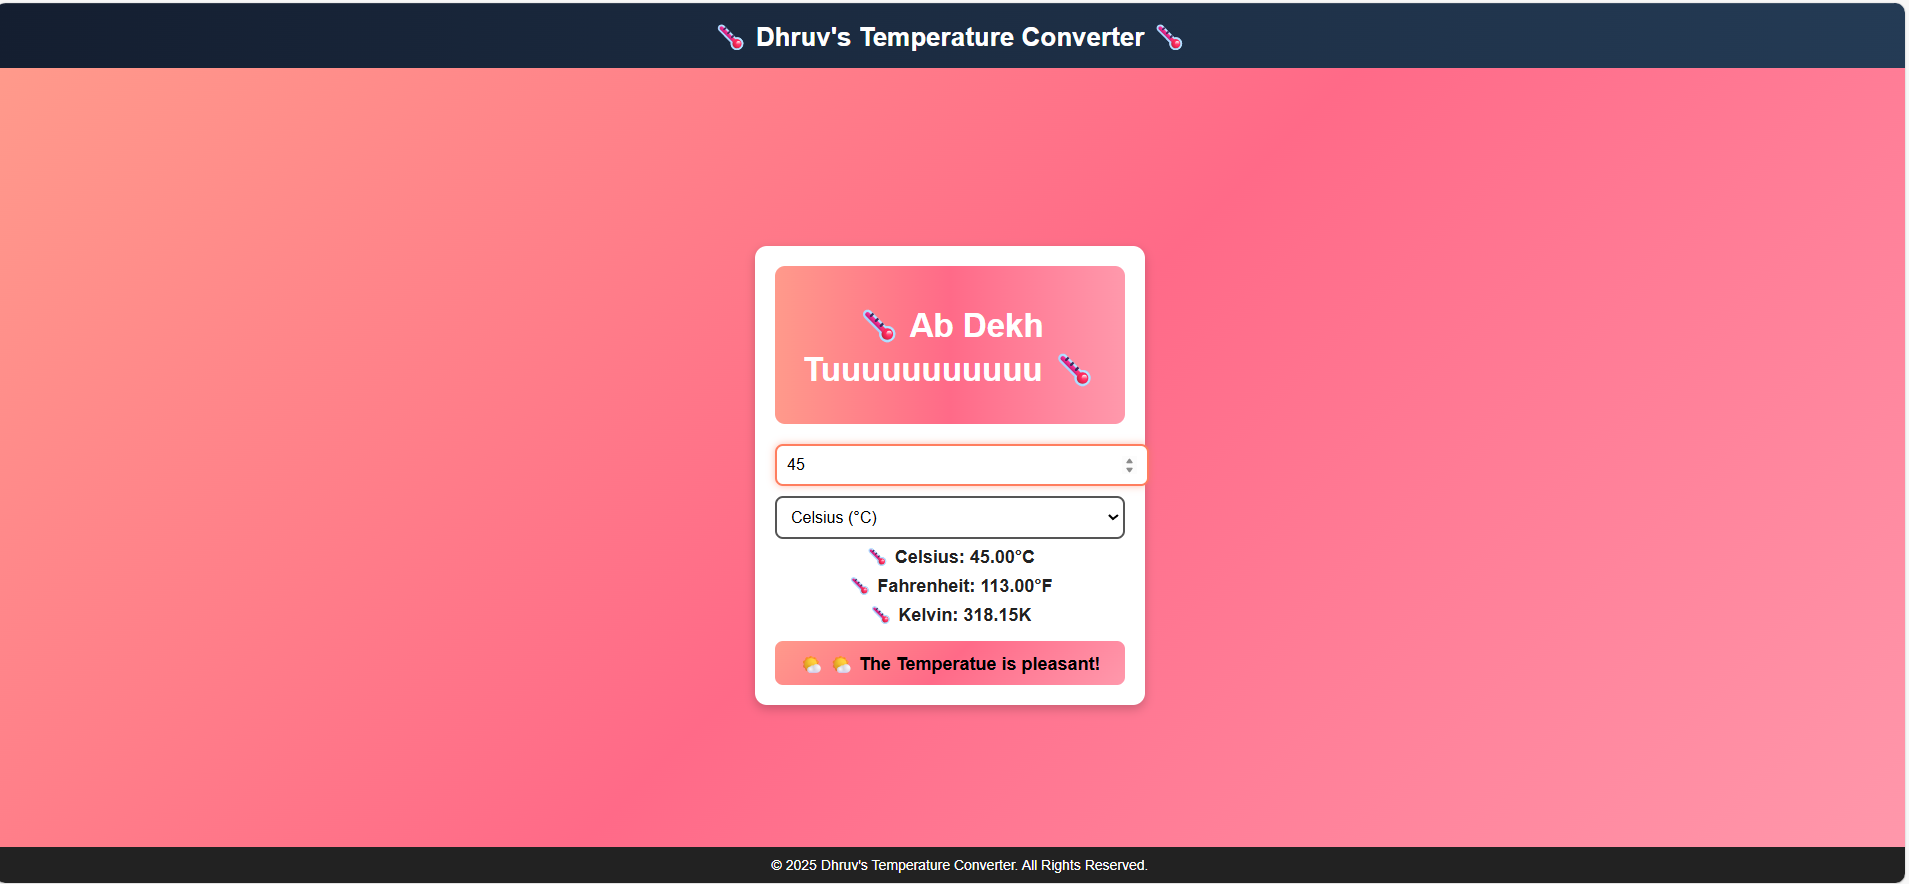 🌡️ Dhruv's Temperature Converter 🌡️
🌡️ Ab Dekh
Tuuuuuuuuuuu 🌡️
45
Celsius (°C)
🌡️ Celsius: 45.00°C
🌡️ Fahrenheit: 113.00°F
🌡️ Kelvin: 318.15K
🌤️ 🌤️ The Temperatue is pleasant!
© 2025 Dhruv's Temperature Converter. All Rights Reserved.